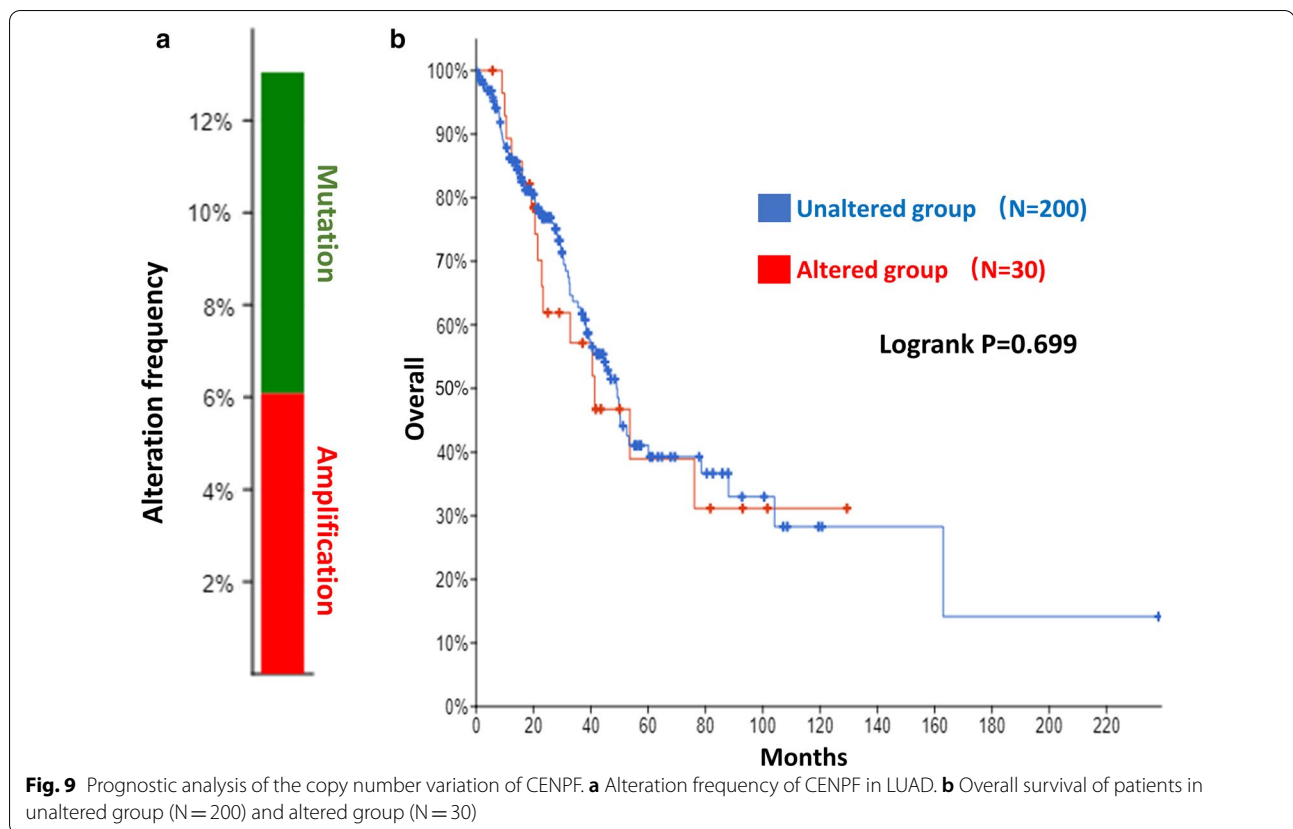 a
12%
10%
8%
6%
4%
2%
Alteration frequency
Mutation
Amplification
b
100%
90%
80%
70%
60%
50%
40%
30%
20%
10%
0%
Overall
Unaltered group （N=200)
Altered group （N=30)
Logrank P=0.699
0 20 40 60 80 100 120 140 160 180 200 220
Months
Fig. 9 Prognostic analysis of the copy number variation of CENPF. a Alteration frequency of CENPF in LUAD. b Overall survival of patients in
unaltered group (N = 200) and altered group (N = 30)